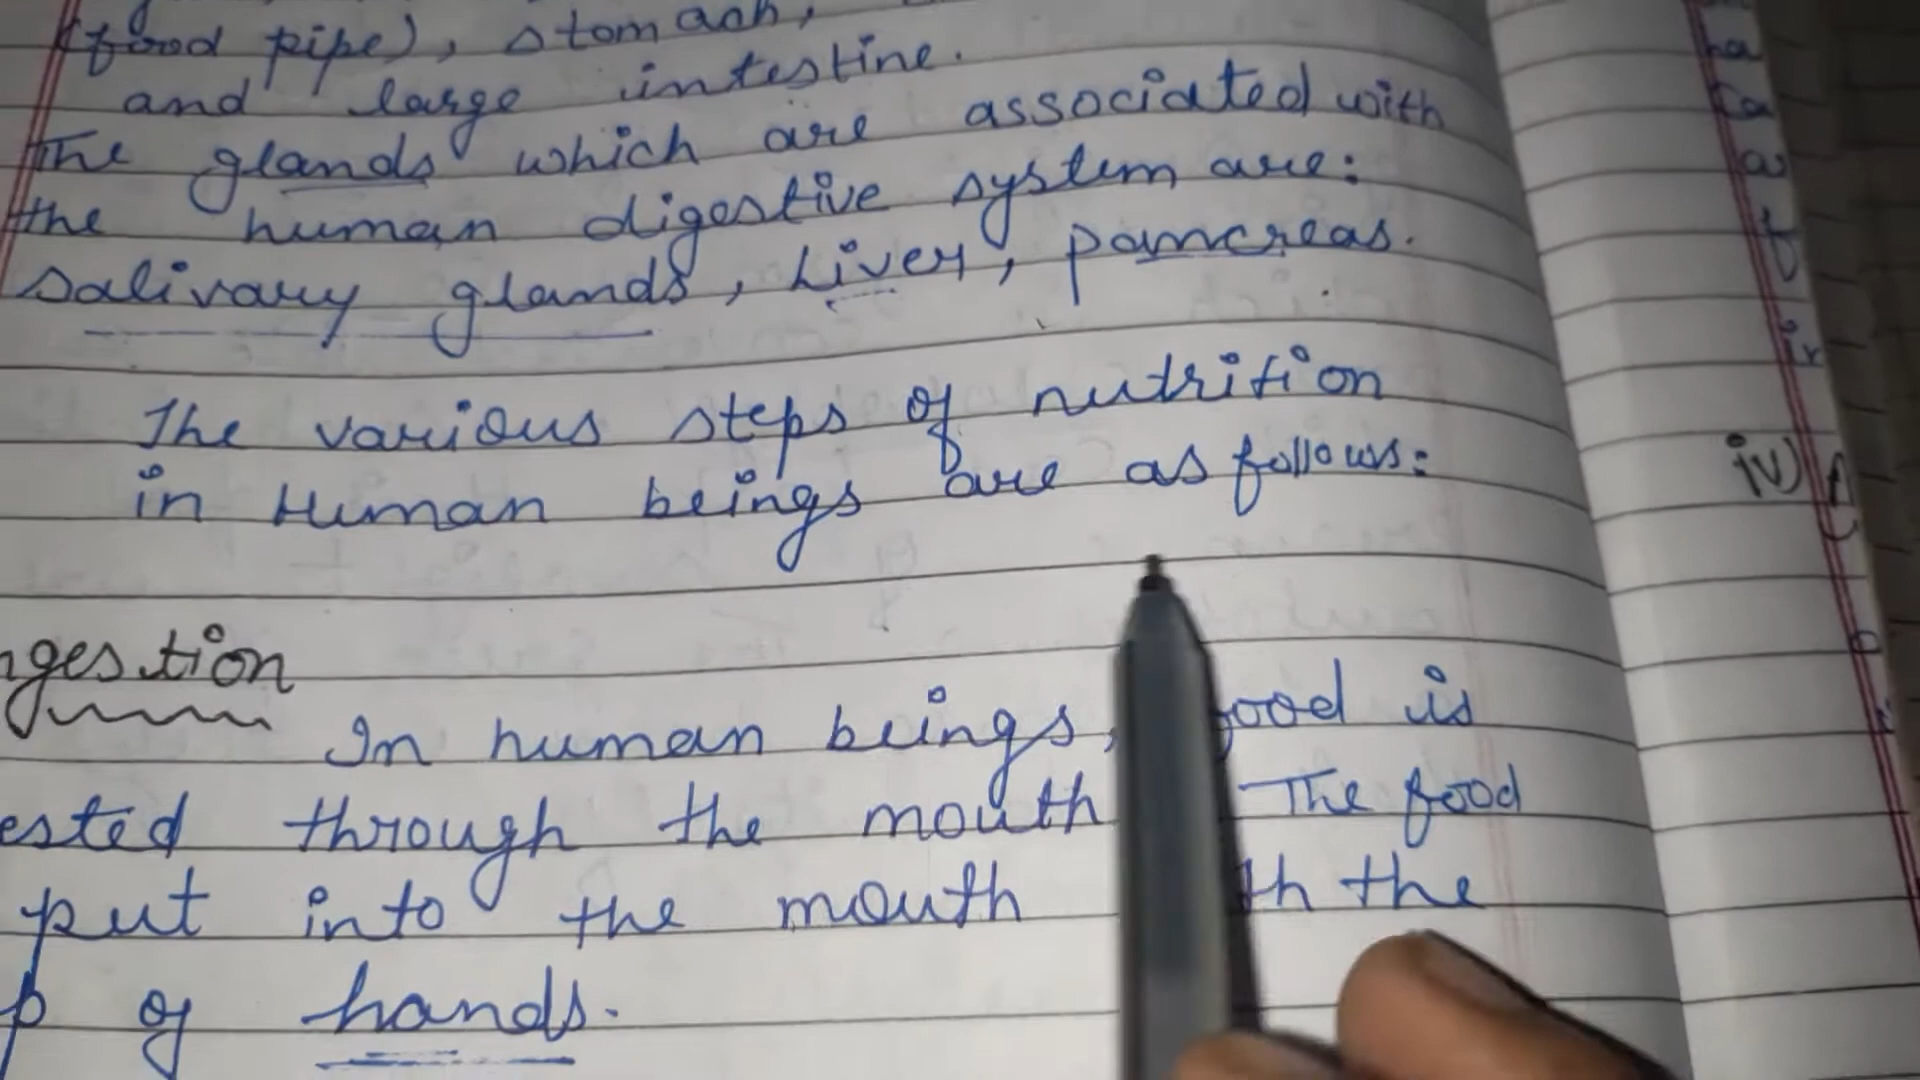 (food pipe), stomach,
and large intestine.
The glands which are associated with
the human digestive system are:
salivary glands, Liver, pancreas.
The various steps of nutrition
in Human beings are as follows:
ngestion
In human beings, food is
ested through the mouth The food
put into the mouth th the
p of hands.
iv)